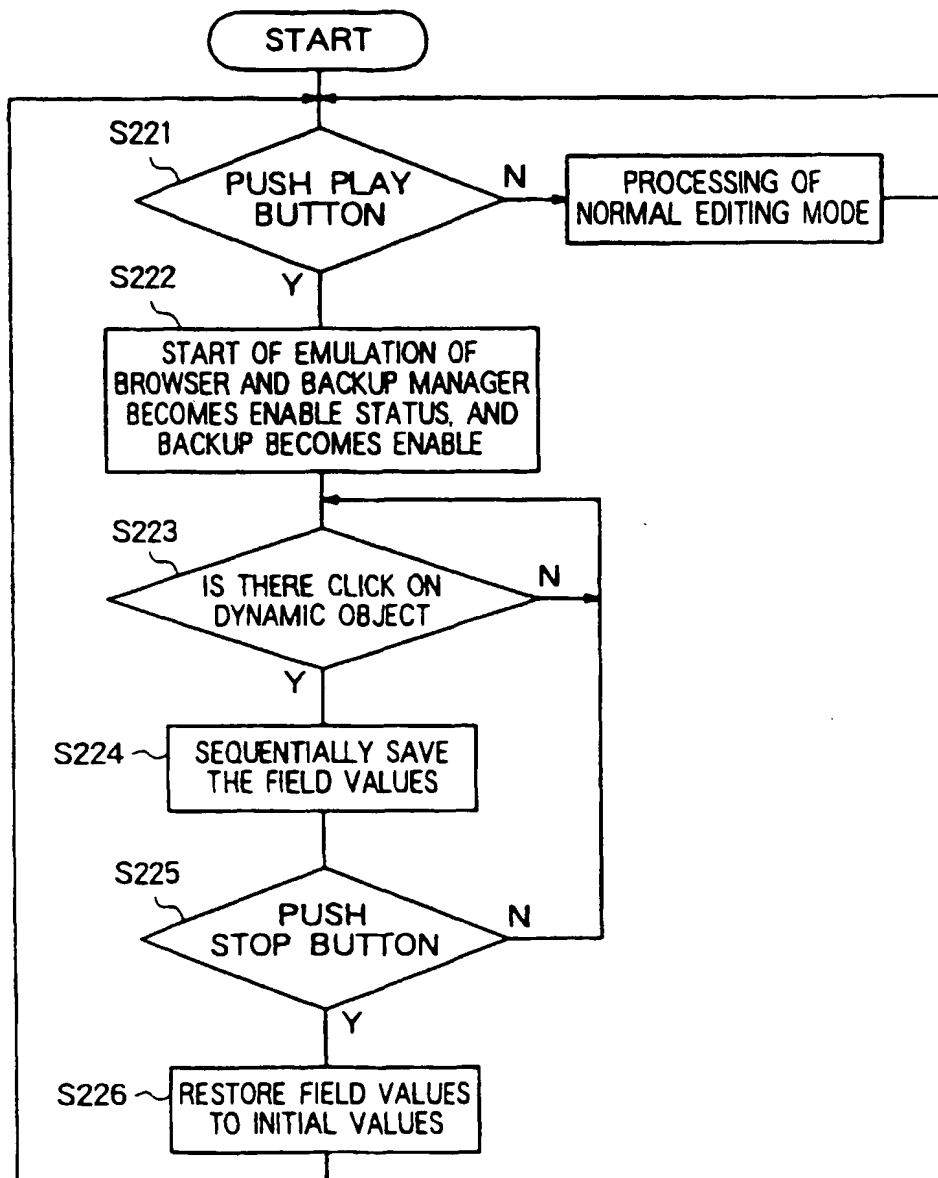 START
S221
PUSH PLAY
BUTTON
N
PROCESSING OF
NORMAL EDITING MODE
Y
S222
START OF EMULATION OF
BROWSER AND BACKUP MANAGER
BECOMES ENABLE STATUS, AND
BACKUP BECOMES ENABLE
S223
IS THERE CLICK ON
DYNAMIC OBJECT
N
Y
S224
SEQUENTIALLY SAVE
THE FIELD VALUES
S225
PUSH
STOP BUTTON
N
Y
S226
RESTORE FIELD VALUES
TO INITIAL VALUES